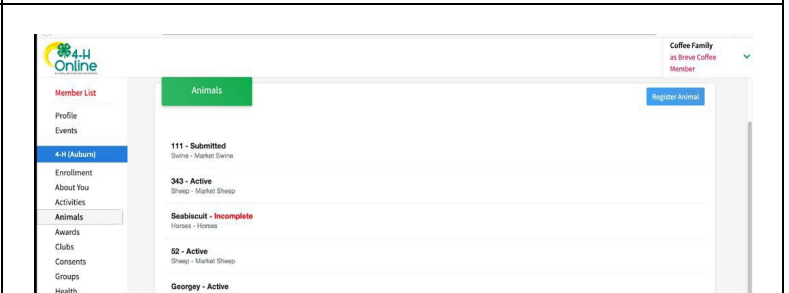 4-H
Online
Coffee Family
as Breve Coffee
Member
Member List
Animals
Register Animal
Profile
Events
4-H (Auburn)
Enrollment
About You
Activities
Animals
Awards
Clubs
Consents
Groups
Health
111 - Submitted
Swine - Market Swine
343 - Active
Sheep - Market Sheep
Seabiscuit - Incomplete
Horses - Horses
52 - Active
Sheep - Market Sheep
Georgey - Active